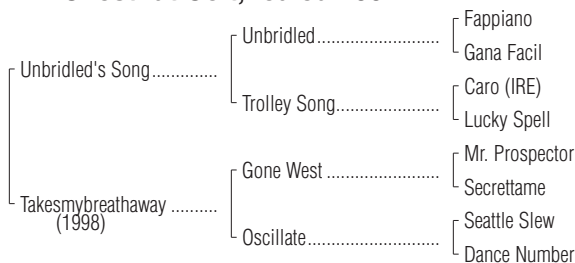 Fappiano
Unbridled..........................
Gana Facil
Unbridled's Song..............
Caro (IRE)
Trolley Song......................
Lucky Spell
Mr. Prospector
Gone West ........................
Secrettame
Takesmybreathaway ..........
(1998)
Seattle Slew
Oscillate............................
Dance Number